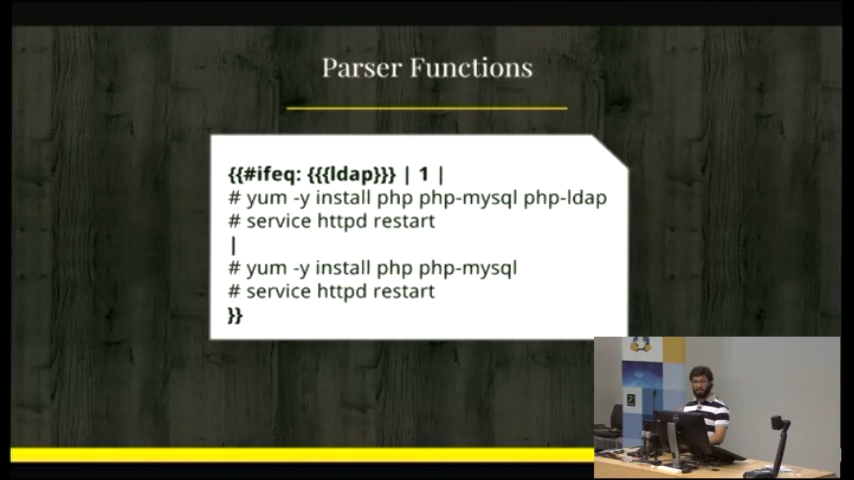 Parser Functions
{{#ifeq: {{{ldap}}} | 1 |
# yum -y install php php-mysql php-ldap
# service httpd restart
|
# yum -y install php php-mysql
# service httpd restart
}}